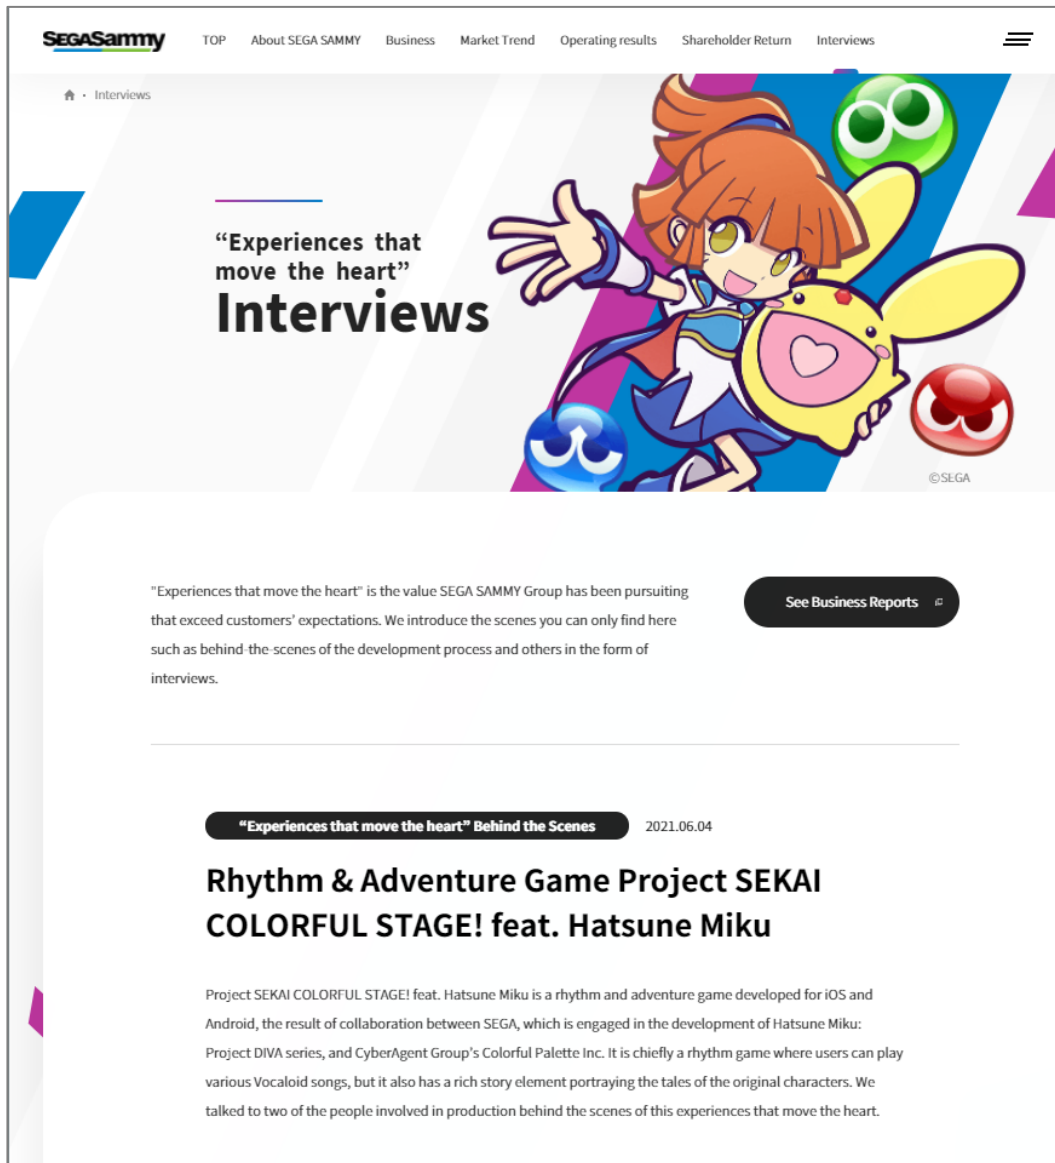 SEGASammy
TOP About SEGA SAMMY Business Market Trend Operating results Shareholder Return Interviews
・ Interviews
“Experiences that
move the heart”
Interviews
©SEGA
"Experiences that move the heart" is the value SEGA SAMMY Group has been pursuiting
that exceed customers’ expectations. We introduce the scenes you can only find here
such as behind-the-scenes of the development process and others in the form of
interviews.
See Business Reports
“Experiences that move the heart” Behind the Scenes 2021.06.04
Rhythm & Adventure Game Project SEKAI
COLORFUL STAGE! feat. Hatsune Miku
Project SEKAI COLORFUL STAGE! feat. Hatsune Miku is a rhythm and adventure game developed for iOS and
Android, the result of collaboration between SEGA, which is engaged in the development of Hatsune Miku:
Project DIVA series, and CyberAgent Group’s Colorful Palette Inc. It is chiefly a rhythm game where users can play
various Vocaloid songs, but it also has a rich story element portraying the tales of the original characters. We
talked to two of the people involved in production behind the scenes of this experiences that move the heart.